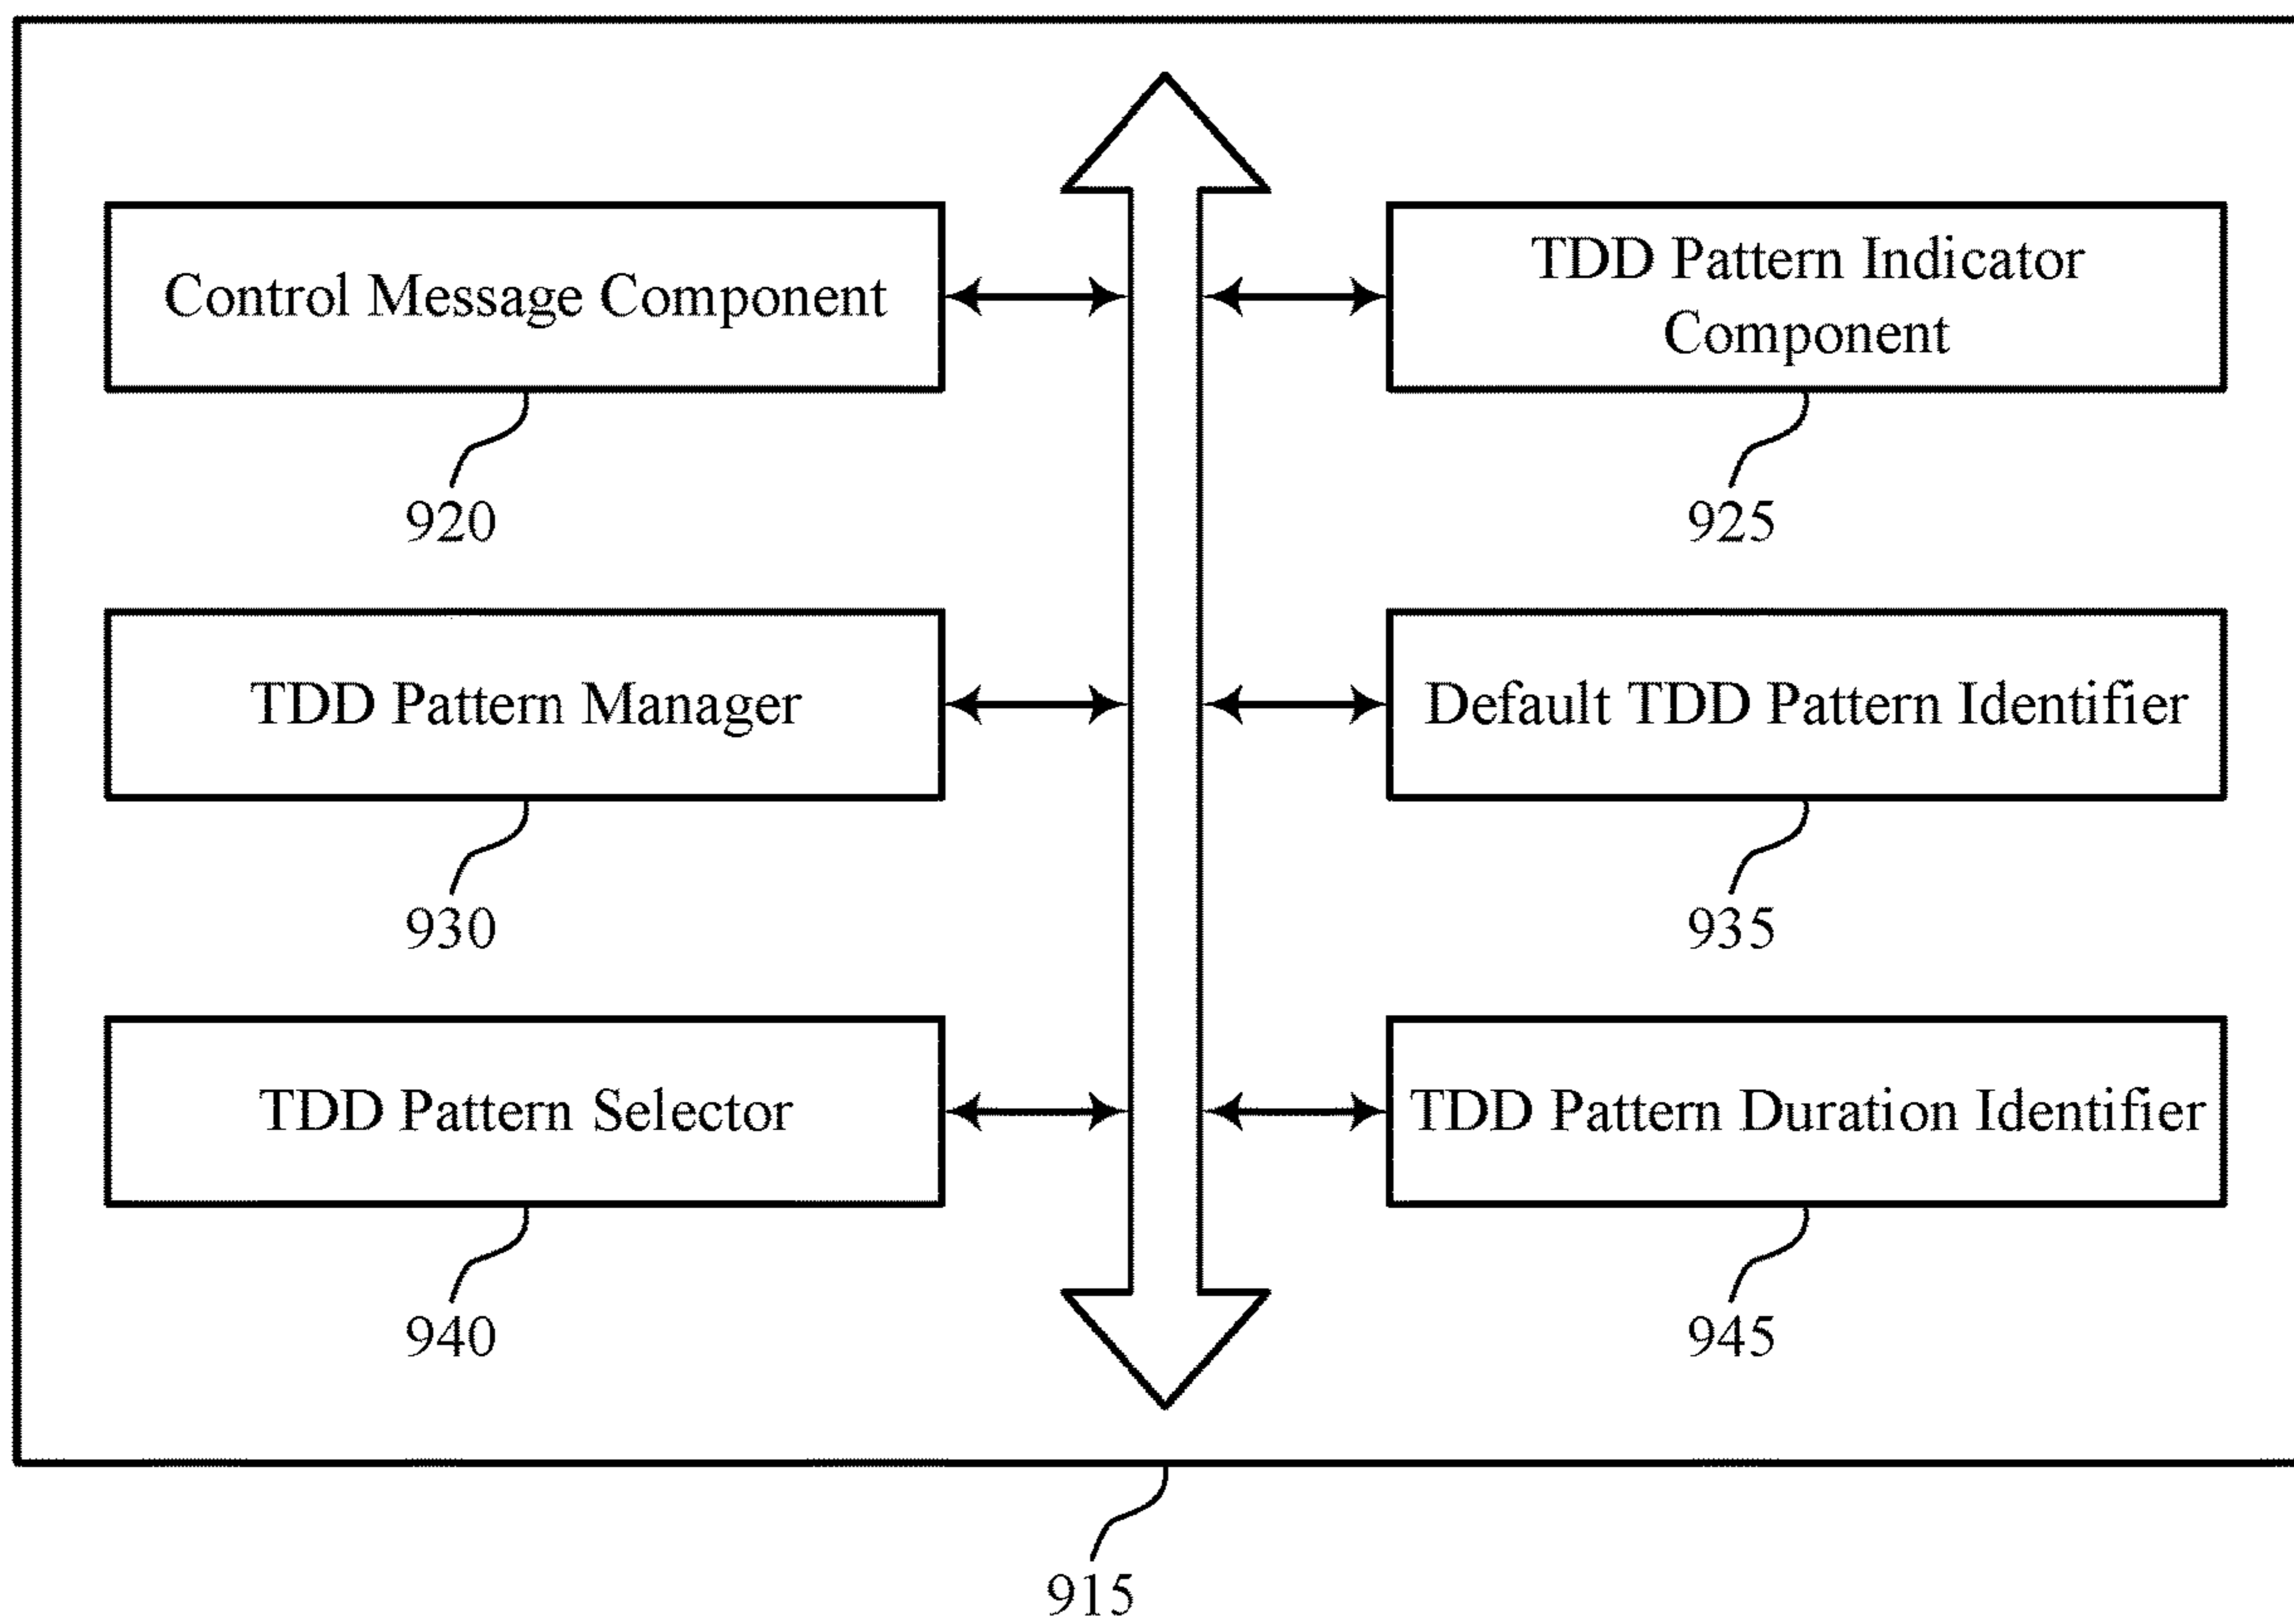 Control Message Component
TDD Pattern Indicator
Component
920
925
TDD Pattern Manager
Default TDD Pattern Identifier
930
935
TDD Pattern Selector
TDD Pattern Duration Identifier
940
945
915